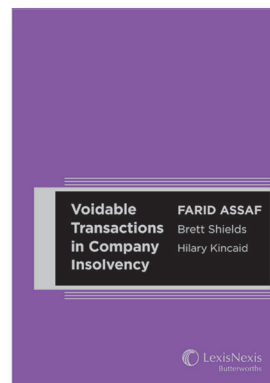 Voidable
Transactions
in Company
Insolvency
FARID ASSAF
Brett Shields
Hilary Kincaid
LexisNexis
Butterworths